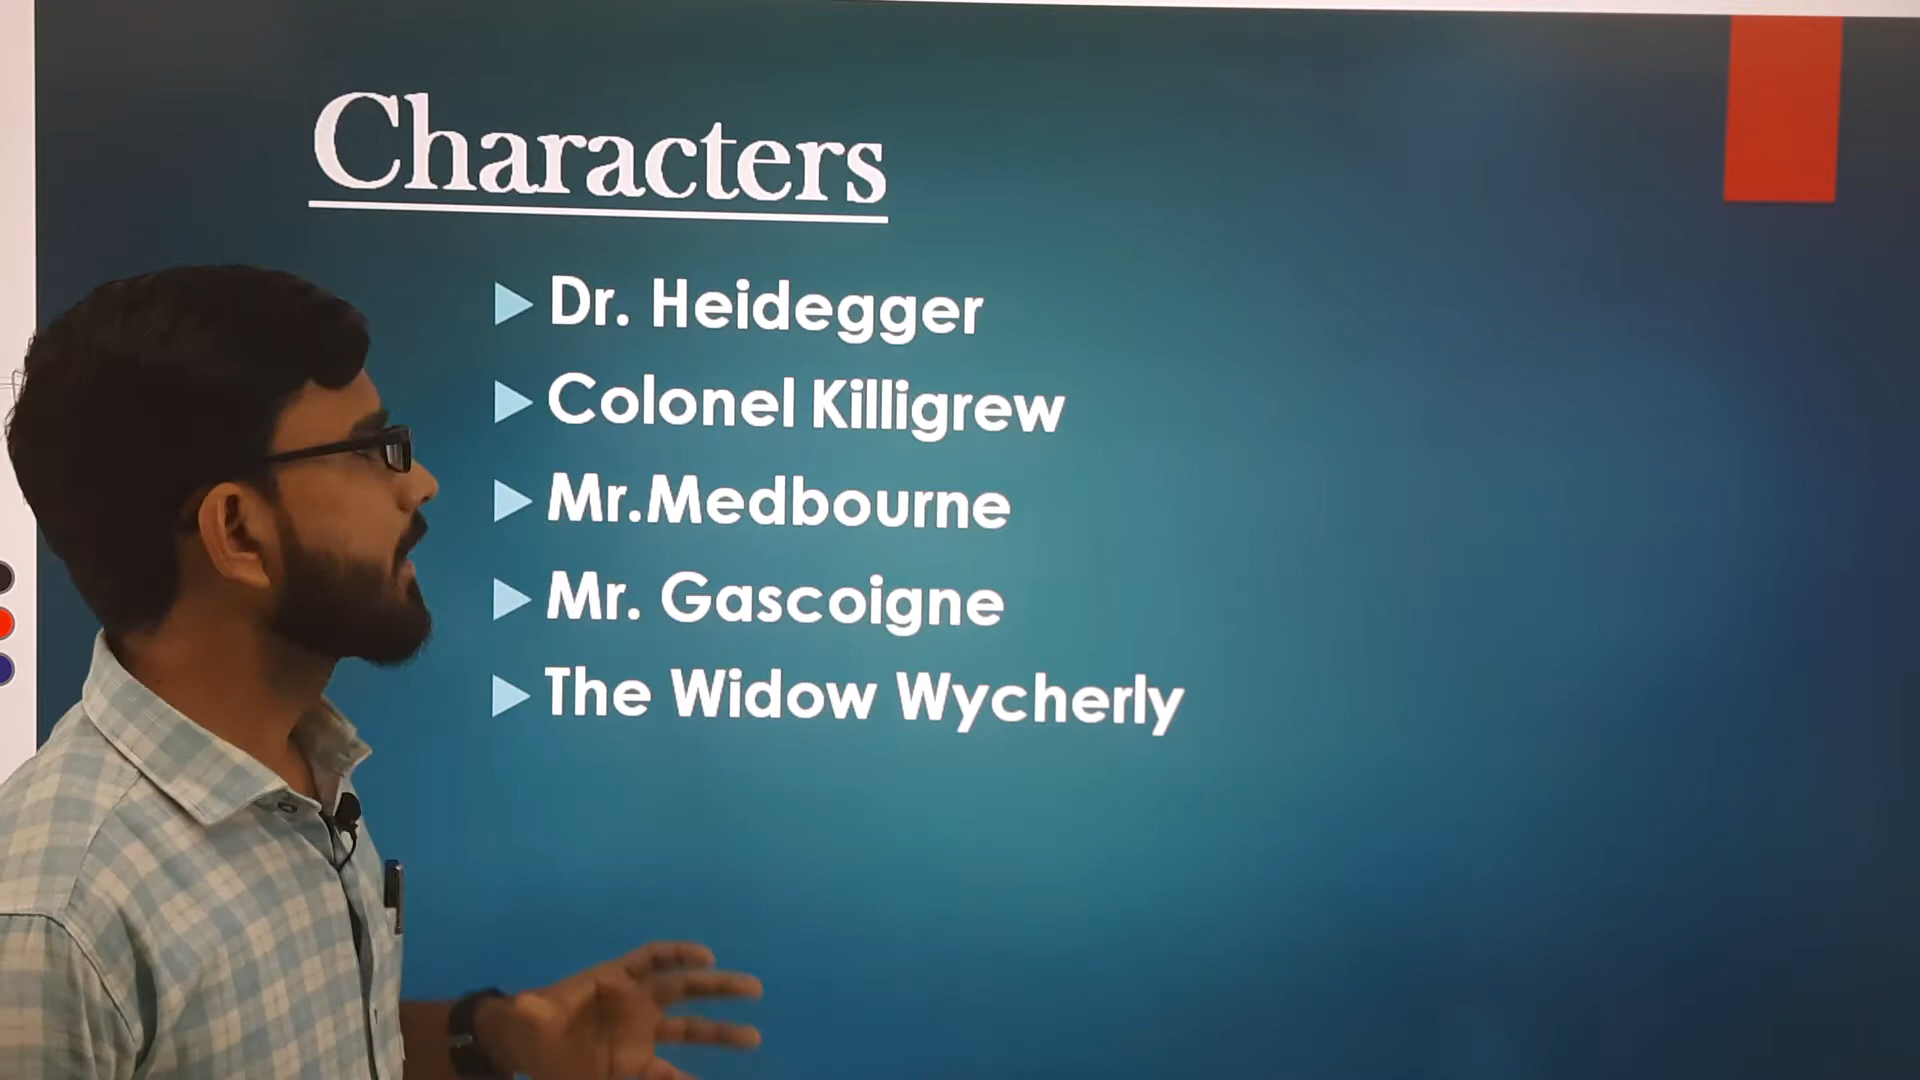 Characters
Dr. Heidegger
Colonel Killigrew
Mr.Medbourne
Mr. Gascoigne
The Widow Wycherly